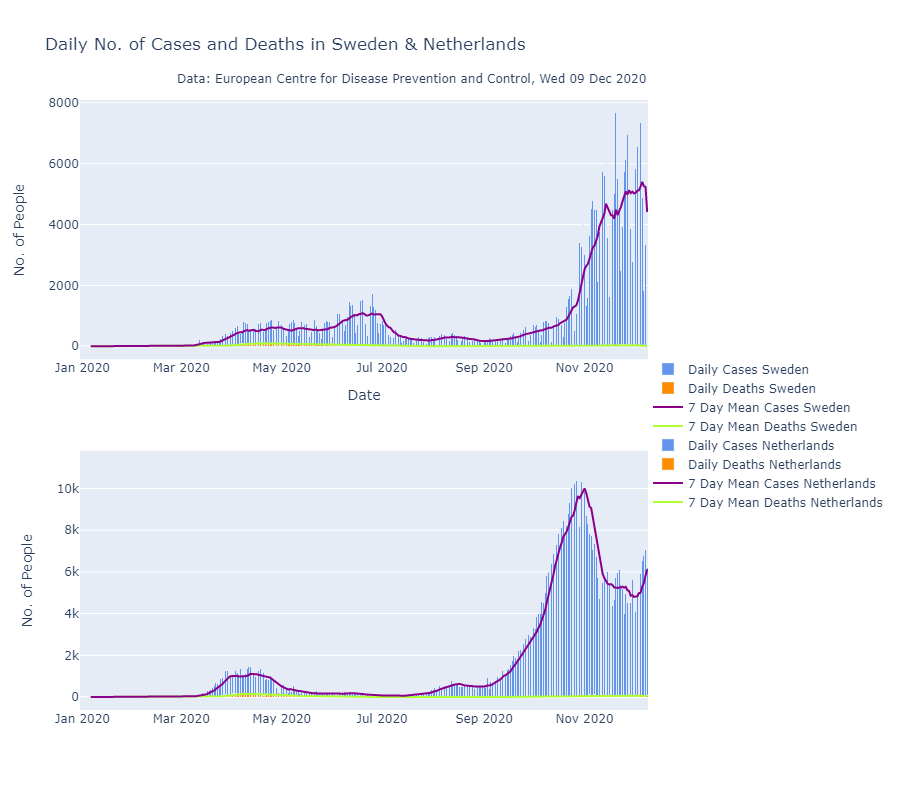 Daily No. of Cases and Deaths in Sweden & Netherlands
Data: European Centre for Disease Prevention and Control, Wed 09 Dec 2020
8000
6000
4000
2000
0
No. of People
Jan 2020 Mar 2020 May 2020 Jul 2020 Sep 2020 Nov 2020
Date
Daily Cases Sweden
Daily Deaths Sweden
7 Day Mean Cases Sweden
7 Day Mean Deaths Sweden
Daily Cases Netherlands
Daily Deaths Netherlands
7 Day Mean Cases Netherlands
7 Day Mean Deaths Netherlands
10k
8k
6k
4k
2k
0
No. of People
Jan 2020 Mar 2020 May 2020 Jul 2020 Sep 2020 Nov 2020